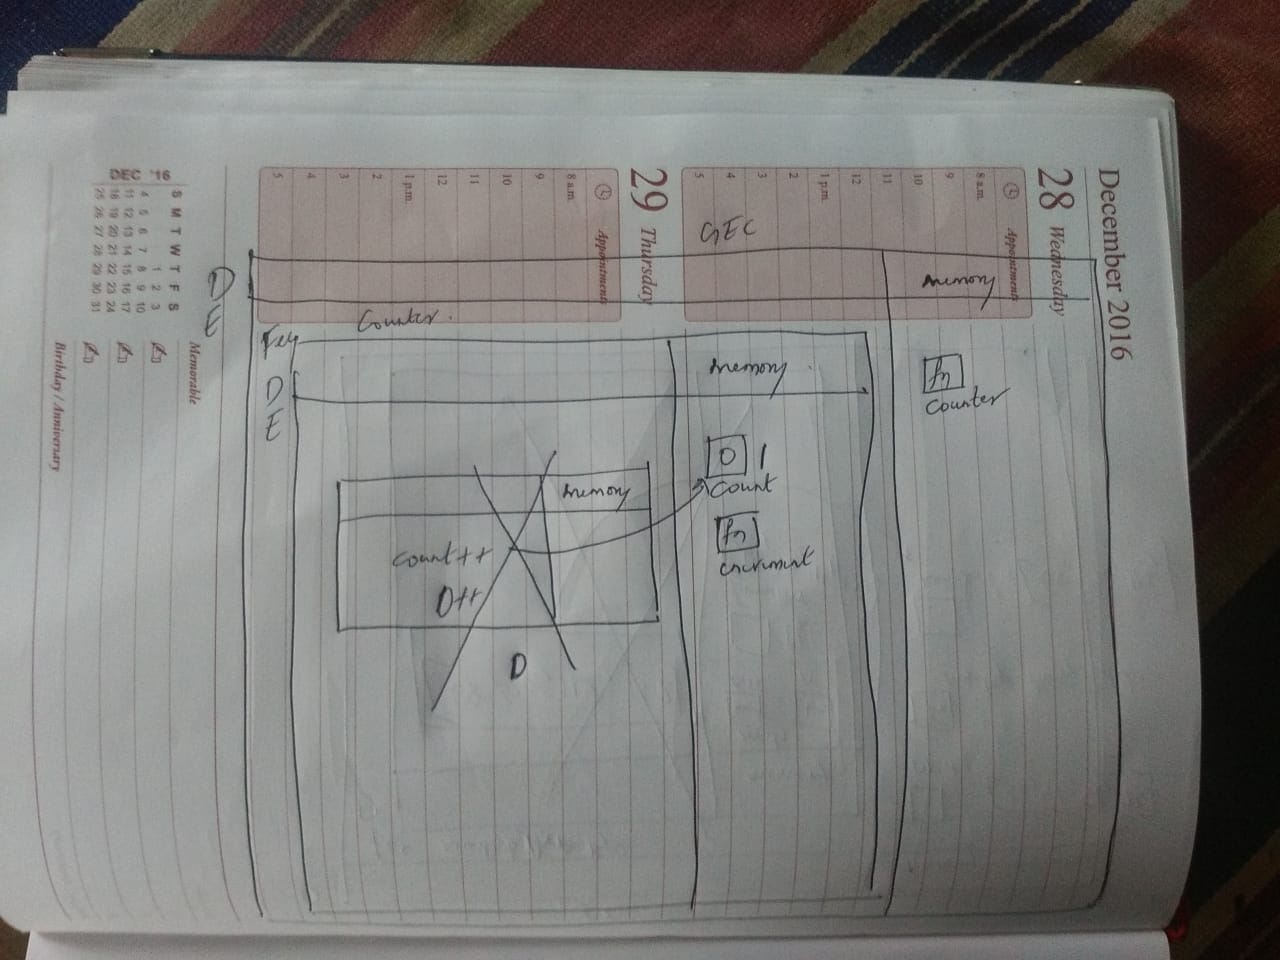 December 2016
28 Wednesday
Appointments
8 a.m.
9
10
11
12
1 p.m.
2
3
4
5
29 Thursday
Appointments
8 a.m.
9
10
11
12
1 p.m.
2
3
4
5
DEC '16
S M T W T F S
1 2 3
4 5 6 7 8 9 10
11 12 13 14 15 16 17
18 19 20 21 22 23 24
25 26 27 28 29 30 31
Memorable
Birthday / Anniversary
GEC
memory
fn
Counter
Counter.
D
E
memory
0 1
count
fn
memory
count++
0++
D